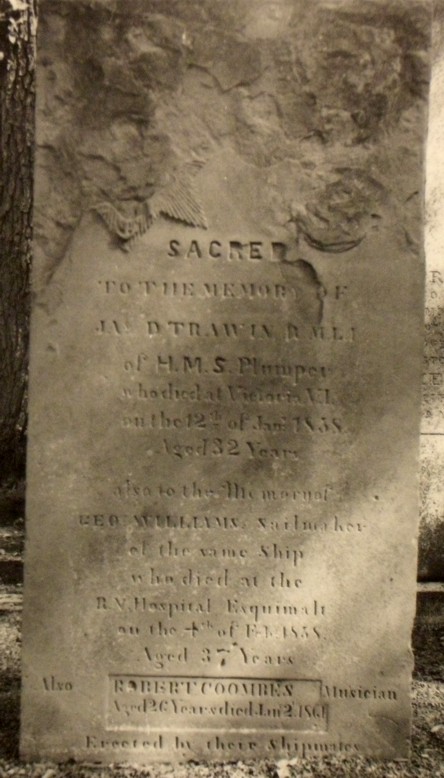 SACRED
TO THE MEMORY OF
JAs D TRAWIN R.M.L.I
of H.M.S. Plumper
who died at Victoria V.I.
on the 12th of Jany 1858.
Aged 32 Years
also to the Memory of
GEO. WILLIAMS, Sailmaker
of the same Ship
who died at the
R.N. Hospital Esquimalt
on the 4th of Feb 1858.
Aged 37 Years
Also ROBERT COOMBES Musician
Aged 26 Years died Jan 2. 1861
Erected by their Shipmates